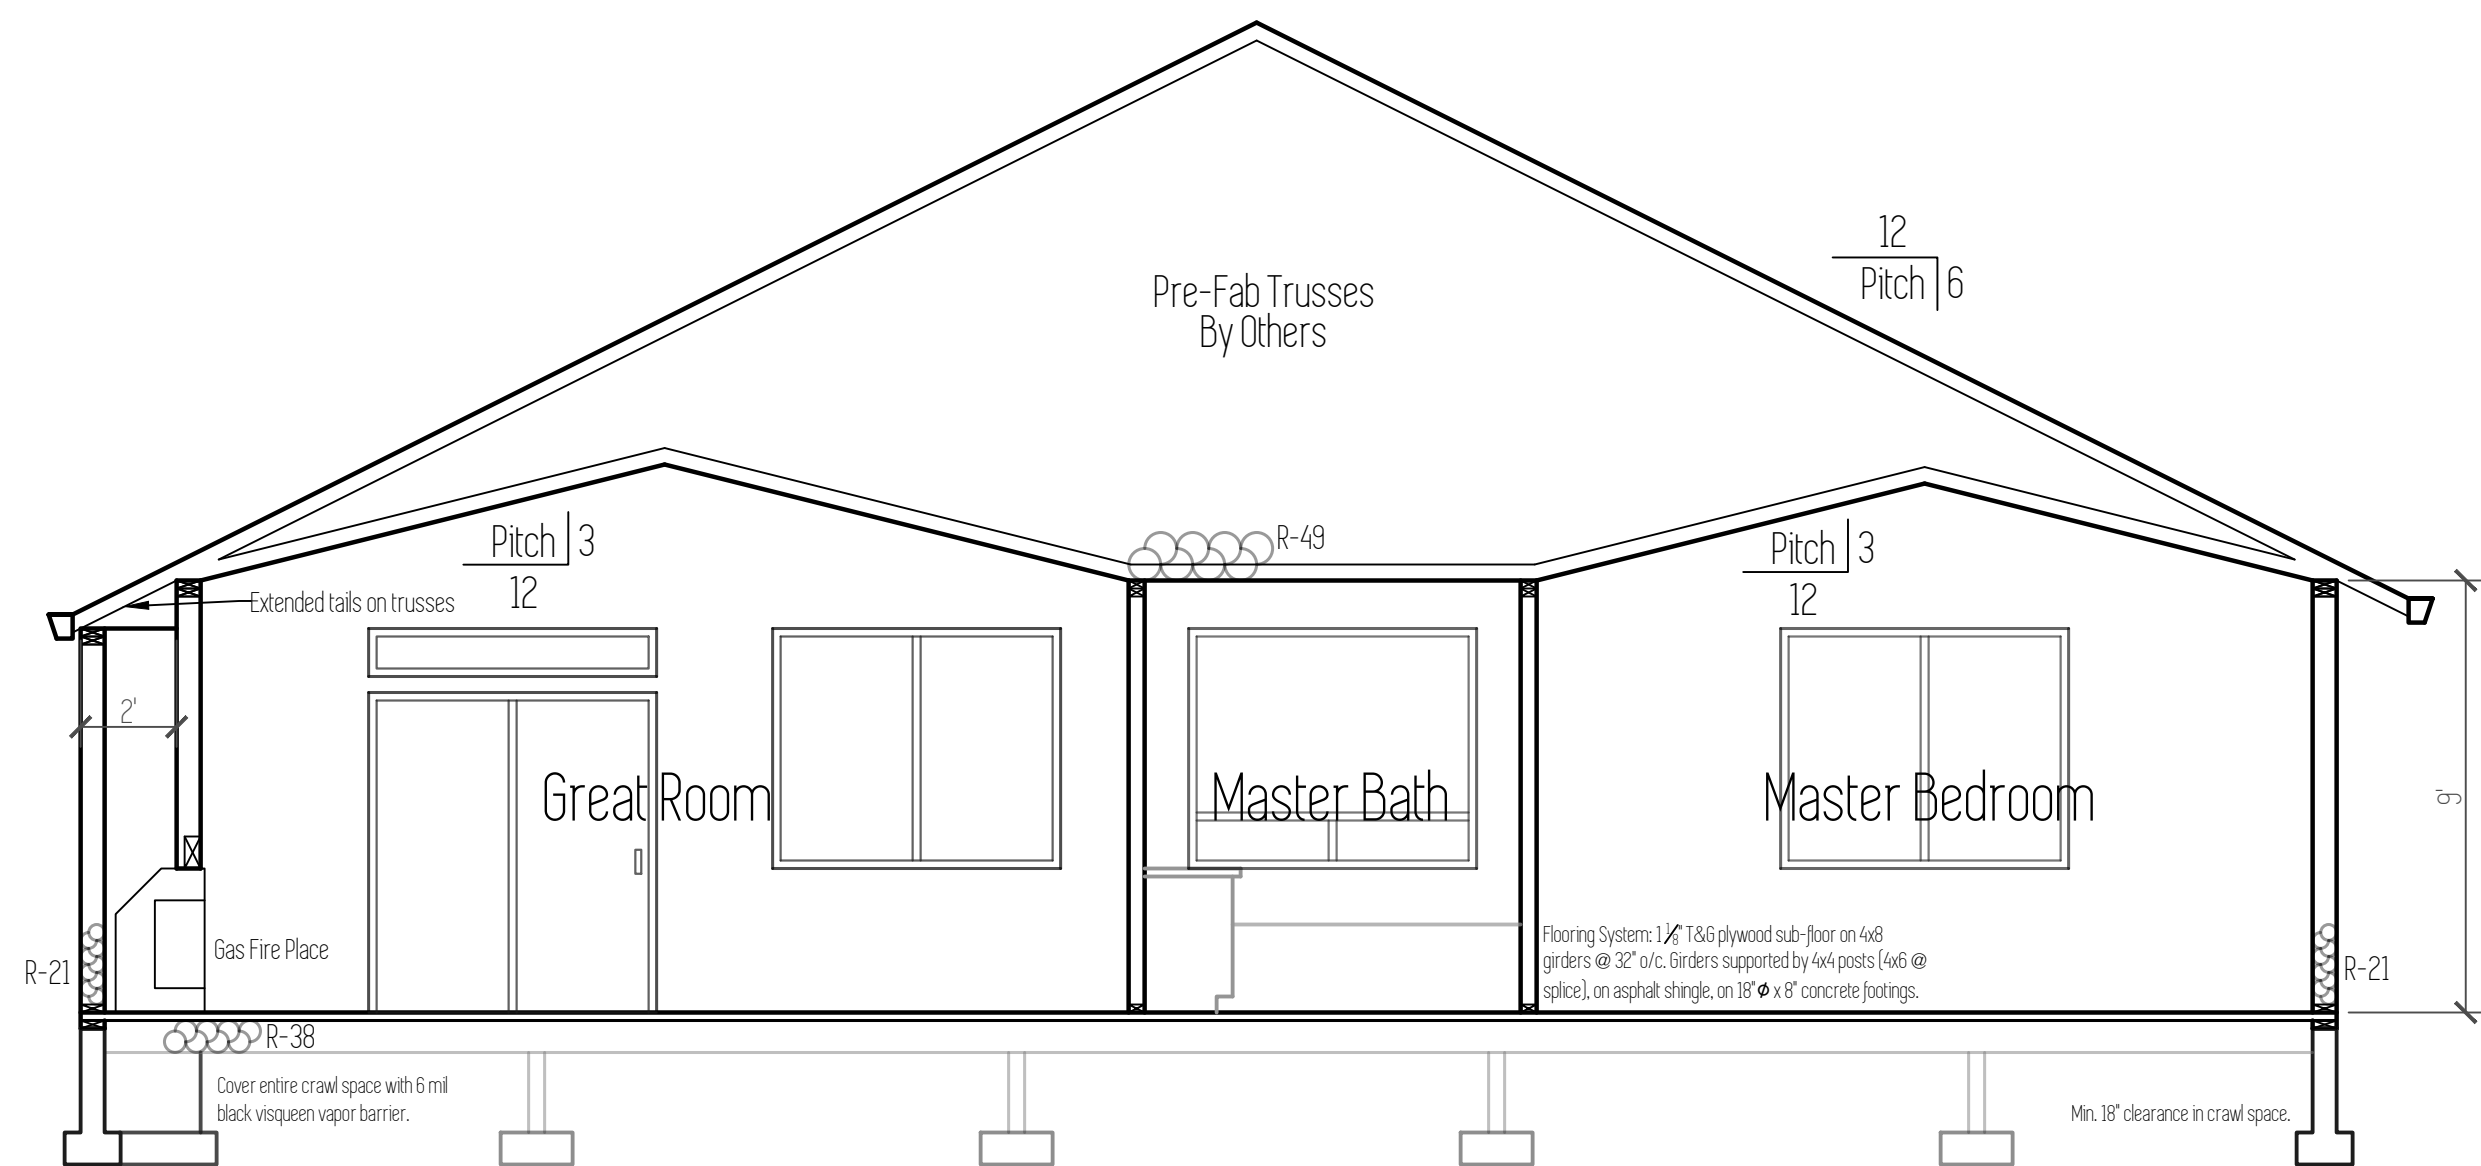 12
Pitch 6
Pre-Fab Trusses
By Others
R-49
Pitch 3
12
Pitch 3
12
Extended tails on trusses
2'
9'
Great Room
Master Bath
Master Bedroom
Gas Fire Place
R-21
Flooring System: 1 1/8" T&G plywood sub-floor on 4x8
girders @ 32" o/c. Girders supported by 4x4 posts (4x6 @
splice), on asphalt shingle, on 18"Φ x 8" concrete footings.
R-21
R-38
Cover entire crawl space with 6 mil
black visqueen vapor barrier.
Min. 18" clearance in crawl space.